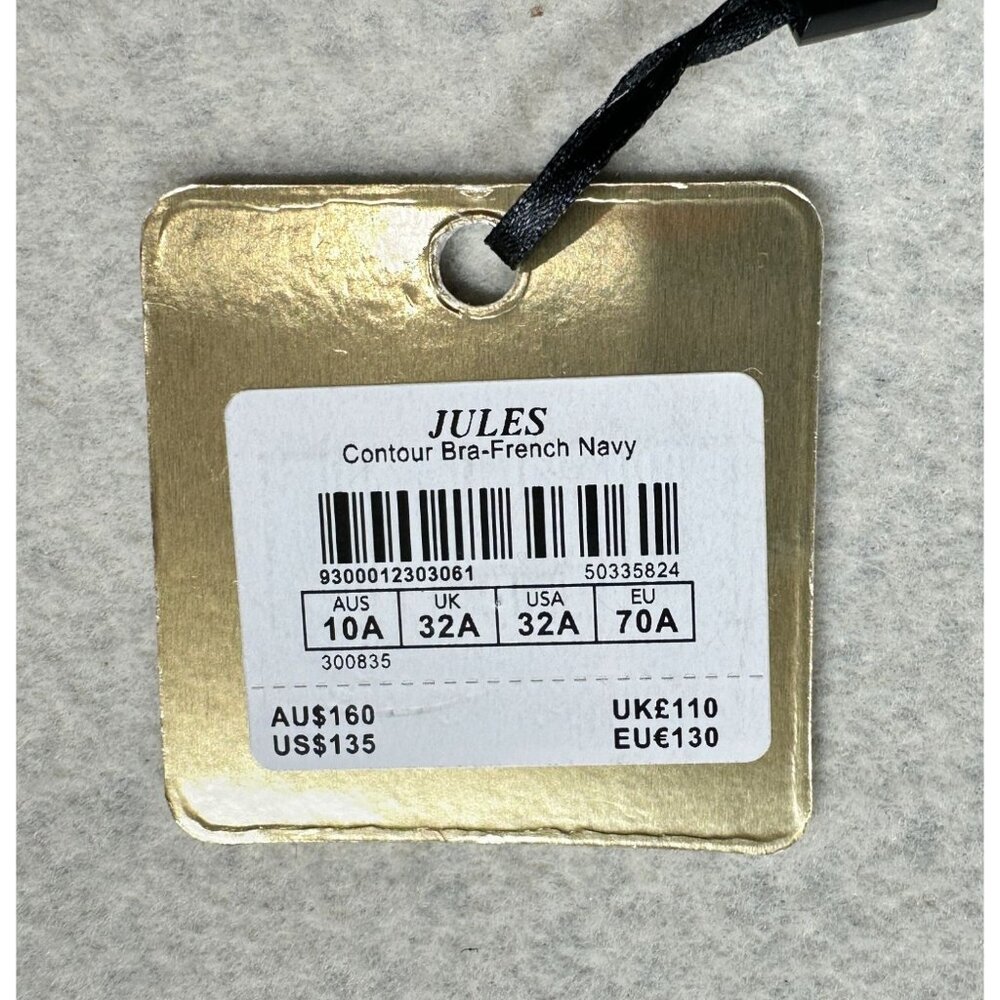 JULES
Contour Bra-French Navy
9300012303061 50335824
AUS UK USA EU
10A 32A 32A 70A
300835
AU$160 UK£110
US$135 EU€130